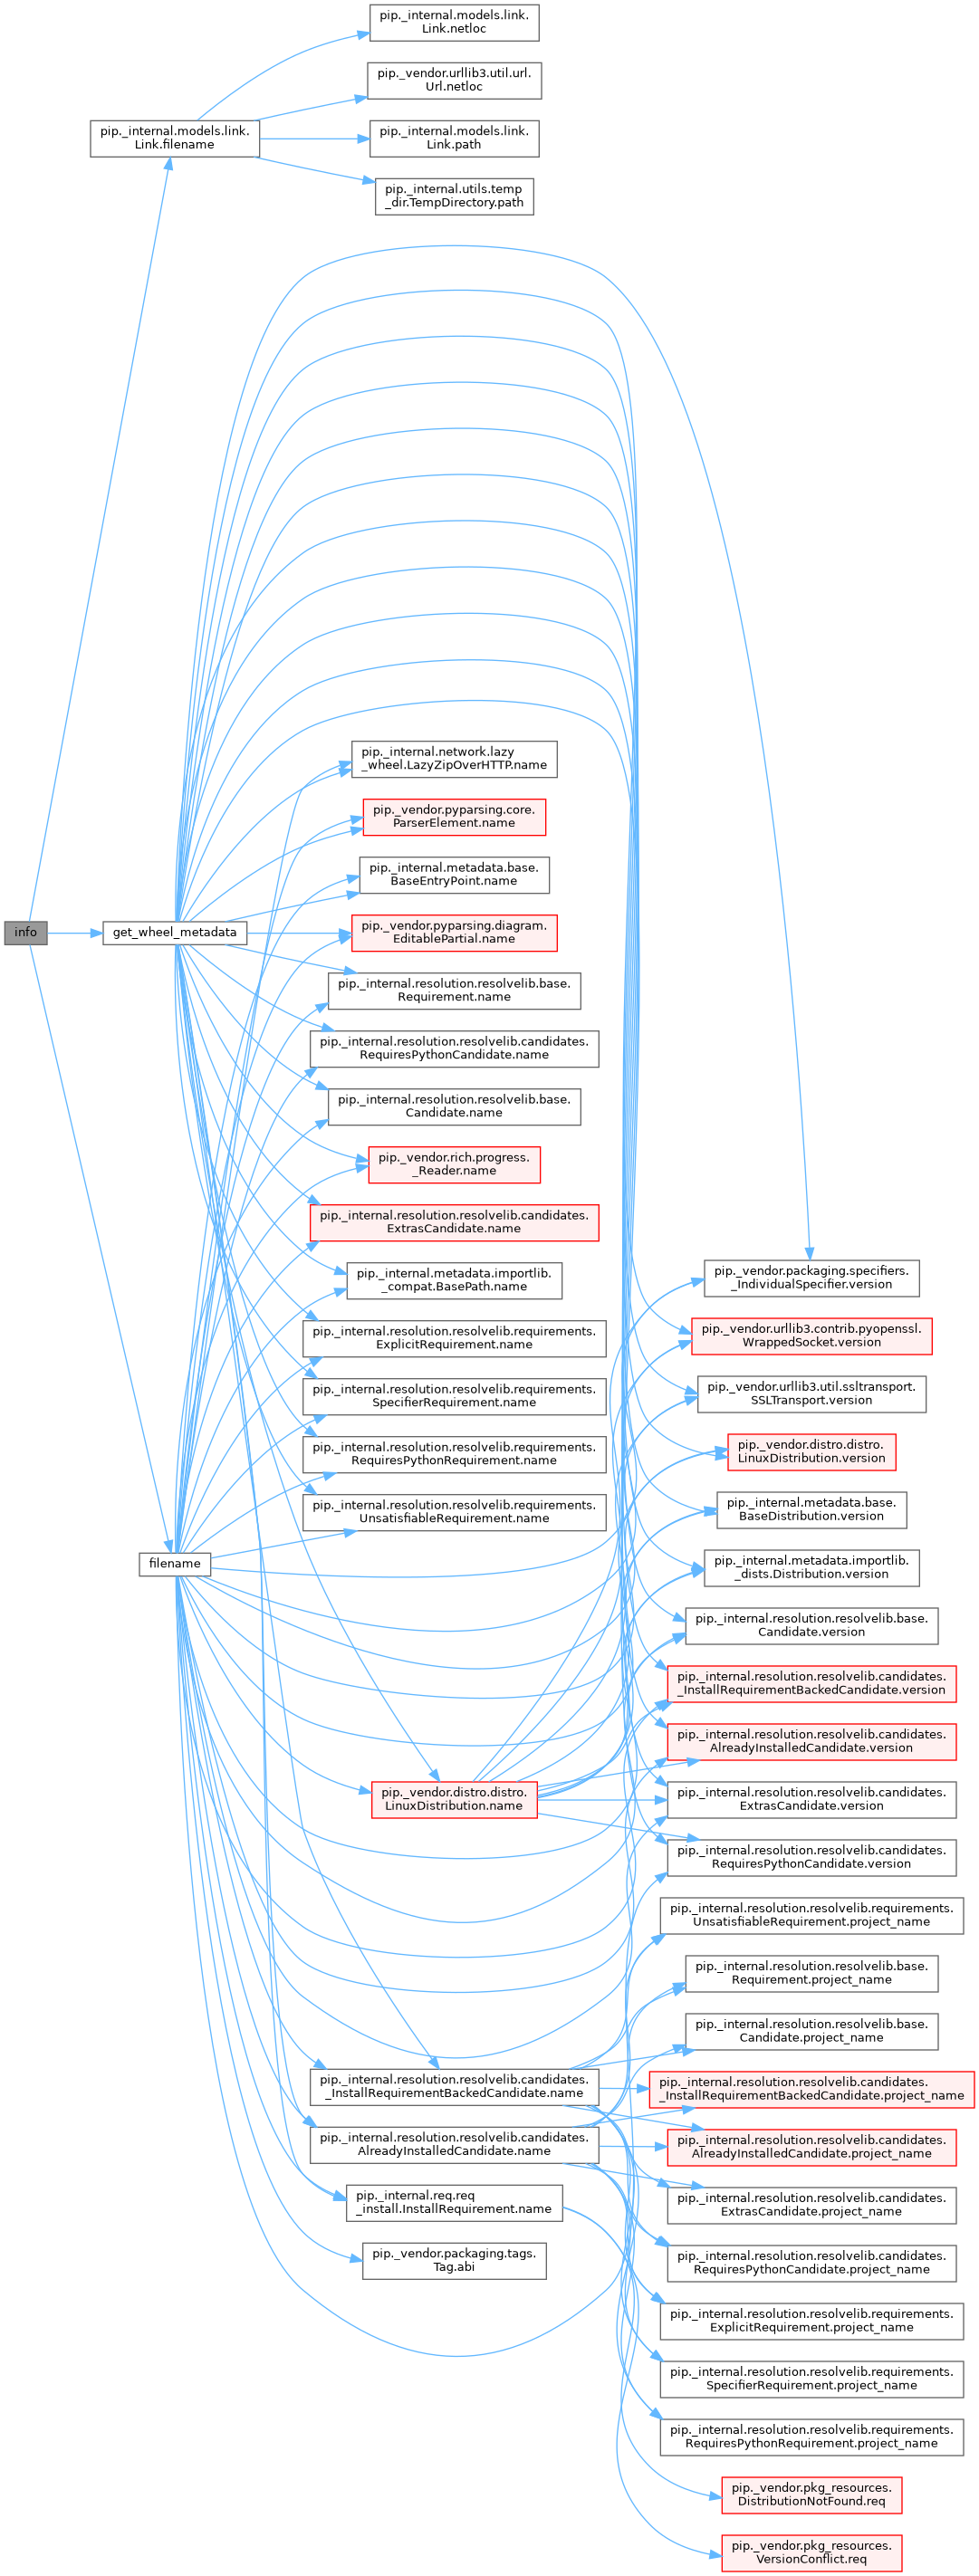 pip._internal.models.link.
Link.netloc
pip._vendor.urllib3.util.url.
Url.netloc
pip._internal.models.link.
Link.filename
pip._internal.models.link.
Link.path
pip._internal.utils.temp
_dir.TempDirectory.path
pip._internal.network.lazy
_wheel.LazyZipOverHTTP.name
pip._vendor.pyparsing.core.
ParserElement.name
pip._internal.metadata.base.
BaseEntryPoint.name
info
get_wheel_metadata
pip._vendor.pyparsing.diagram.
EditablePartial.name
pip._internal.resolution.resolvelib.base.
Requirement.name
pip._internal.resolution.resolvelib.candidates.
RequiresPythonCandidate.name
pip._internal.resolution.resolvelib.base.
Candidate.name
pip._vendor.rich.progress.
_Reader.name
pip._internal.resolution.resolvelib.candidates.
ExtrasCandidate.name
pip._internal.metadata.importlib.
_compat.BasePath.name
pip._vendor.packaging.specifiers.
_IndividualSpecifier.version
pip._internal.resolution.resolvelib.requirements.
ExplicitRequirement.name
pip._vendor.urllib3.contrib.pyopenssl.
WrappedSocket.version
pip._internal.resolution.resolvelib.requirements.
SpecifierRequirement.name
pip._vendor.urllib3.util.ssltransport.
SSLTransport.version
pip._internal.resolution.resolvelib.requirements.
RequiresPythonRequirement.name
pip._vendor.distro.distro.
LinuxDistribution.version
pip._internal.resolution.resolvelib.requirements.
UnsatisfiableRequirement.name
pip._internal.metadata.base.
BaseDistribution.version
filename
pip._internal.metadata.importlib.
_dists.Distribution.version
pip._internal.resolution.resolvelib.base.
Candidate.version
pip._internal.resolution.resolvelib.candidates.
_InstallRequirementBackedCandidate.version
pip._internal.resolution.resolvelib.candidates.
AlreadyInstalledCandidate.version
pip._vendor.distro.distro.
LinuxDistribution.name
pip._internal.resolution.resolvelib.candidates.
ExtrasCandidate.version
pip._internal.resolution.resolvelib.candidates.
RequiresPythonCandidate.version
pip._internal.resolution.resolvelib.requirements.
UnsatisfiableRequirement.project_name
pip._internal.resolution.resolvelib.base.
Requirement.project_name
pip._internal.resolution.resolvelib.base.
Candidate.project_name
pip._internal.resolution.resolvelib.candidates.
_InstallRequirementBackedCandidate.name
pip._internal.resolution.resolvelib.candidates.
_InstallRequirementBackedCandidate.project_name
pip._internal.resolution.resolvelib.candidates.
AlreadyInstalledCandidate.name
pip._internal.resolution.resolvelib.candidates.
AlreadyInstalledCandidate.project_name
pip._internal.req.req
_install.InstallRequirement.name
pip._internal.resolution.resolvelib.candidates.
ExtrasCandidate.project_name
pip._vendor.packaging.tags.
Tag.abi
pip._internal.resolution.resolvelib.candidates.
RequiresPythonCandidate.project_name
pip._internal.resolution.resolvelib.requirements.
ExplicitRequirement.project_name
pip._internal.resolution.resolvelib.requirements.
SpecifierRequirement.project_name
pip._internal.resolution.resolvelib.requirements.
RequiresPythonRequirement.project_name
pip._vendor.pkg_resources.
DistributionNotFound.req
pip._vendor.pkg_resources.
VersionConflict.req